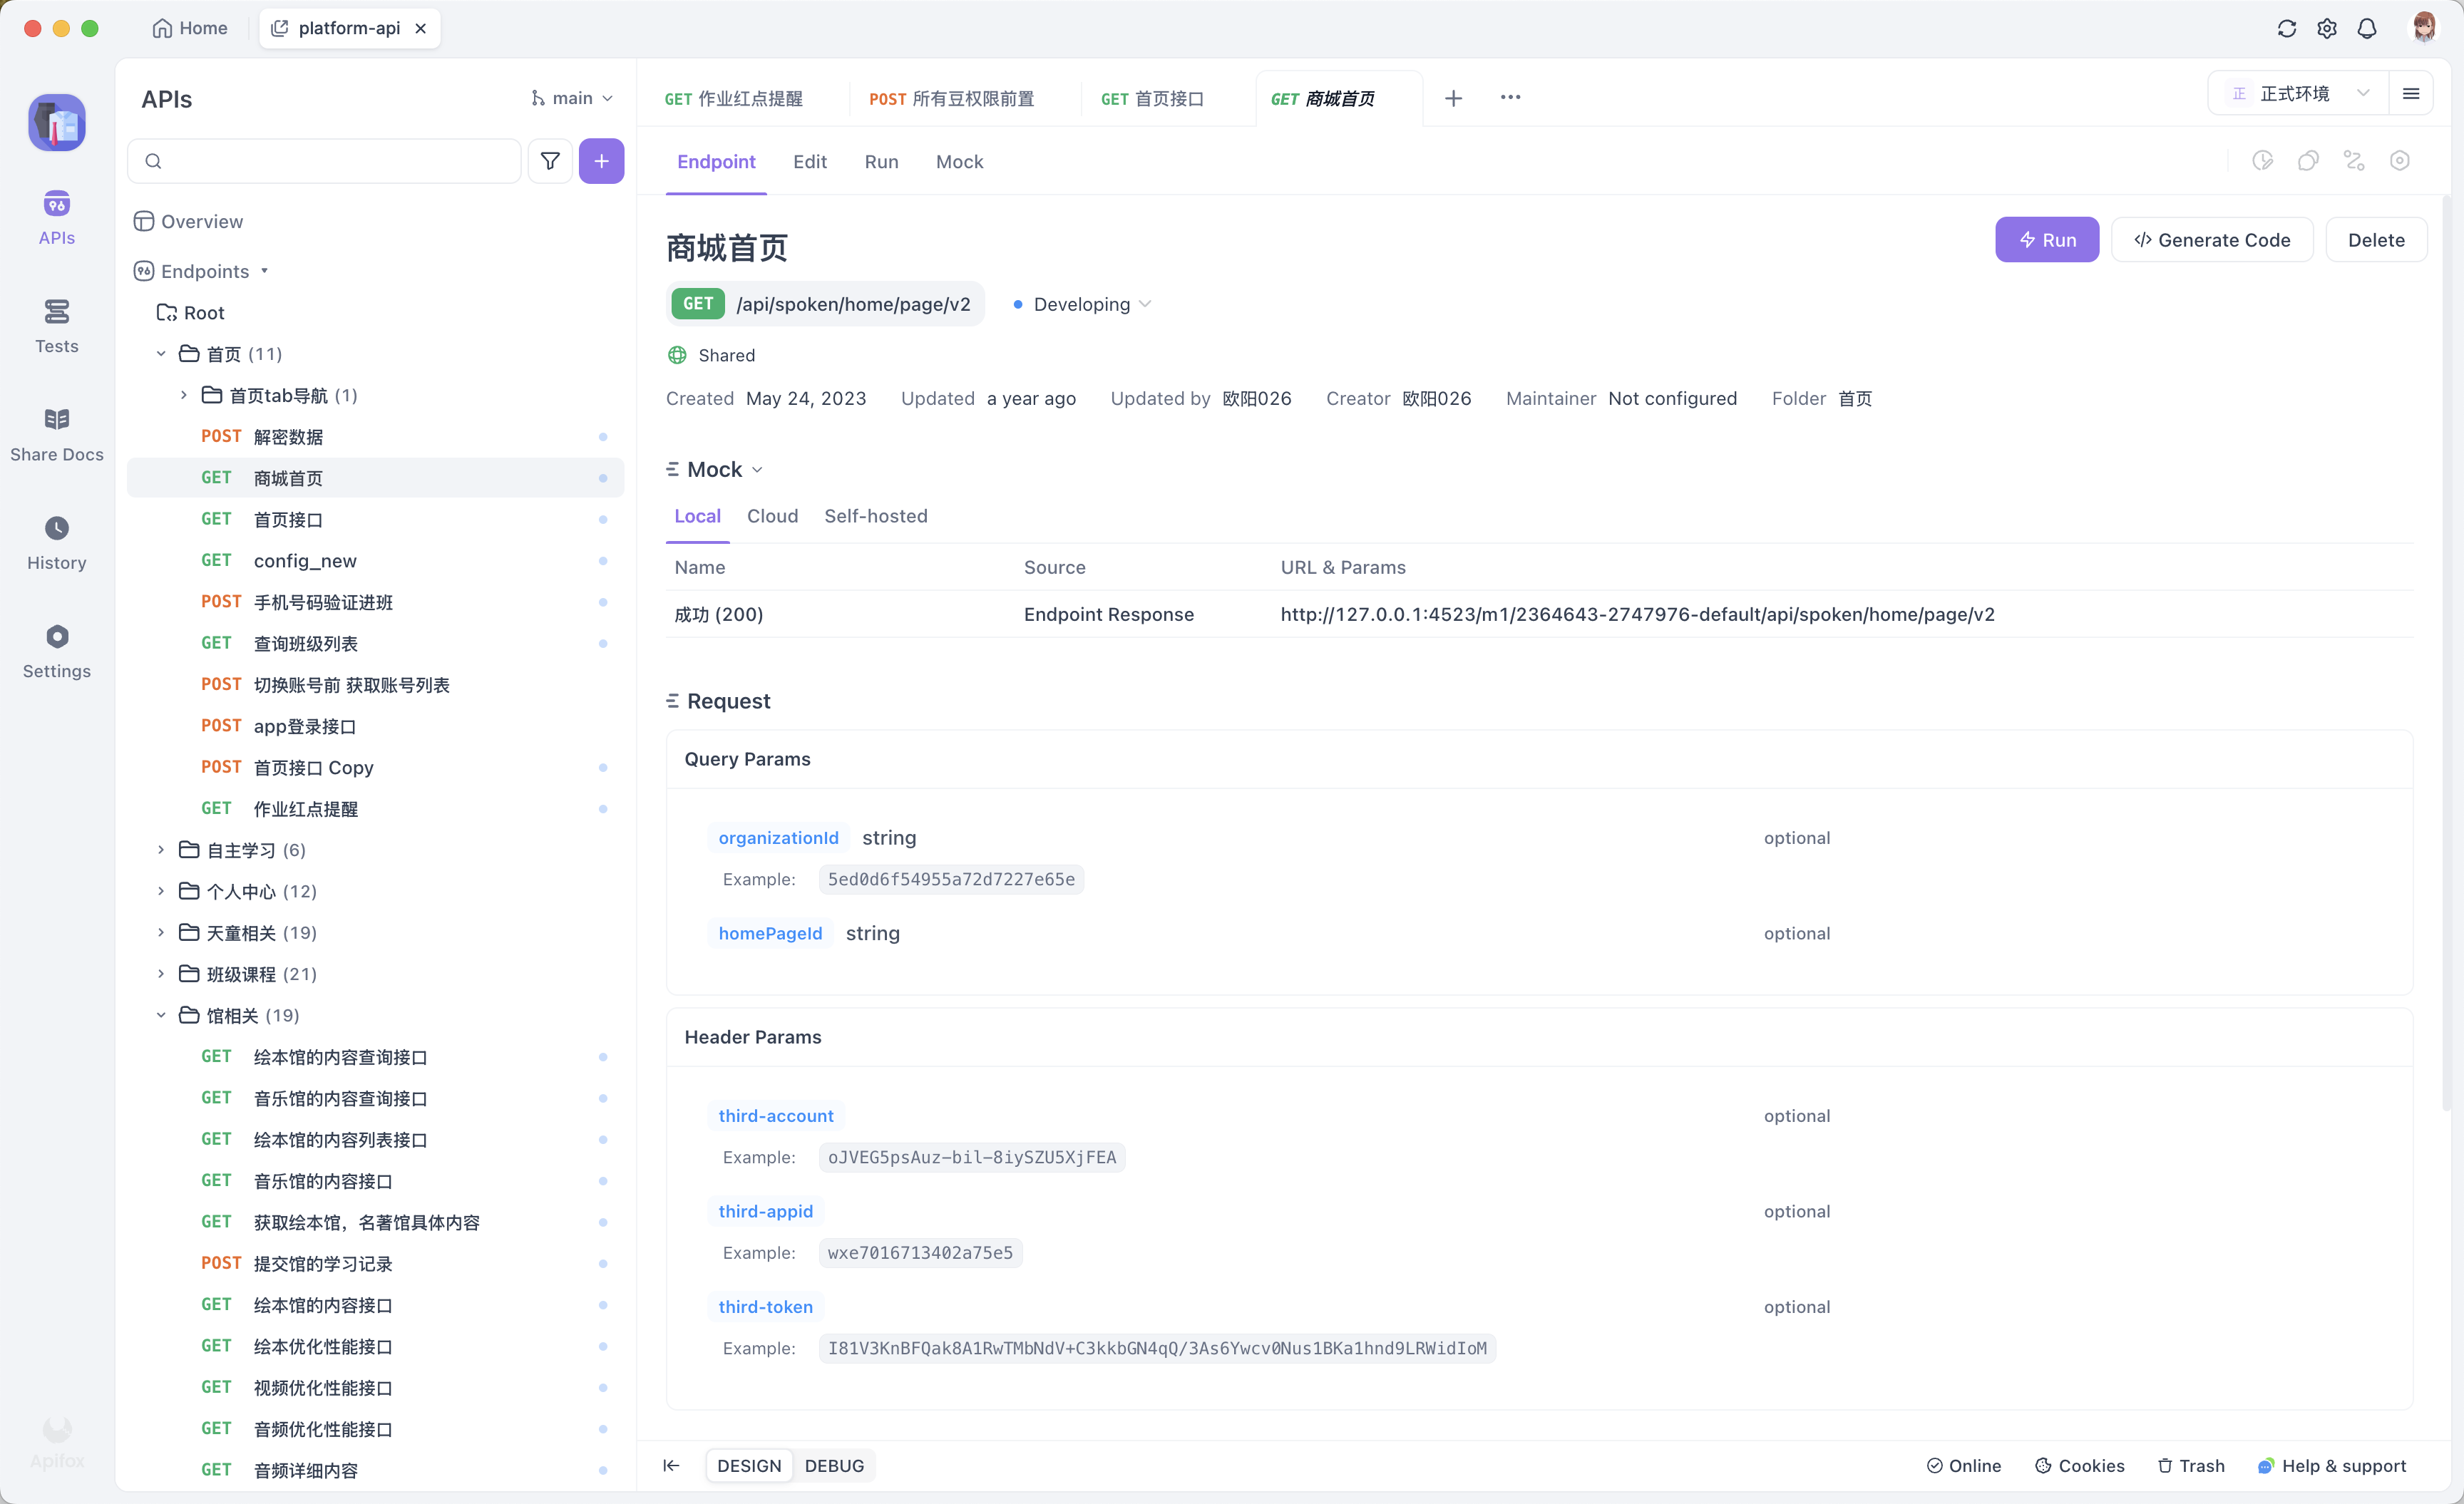 Home
platform-api
APIs
Tests
Share Docs
History
Settings
Apifox
APIs
main
Overview
Endpoints
Root
首页 (11)
首页tab导航 (1)
POST 解密数据
GET 商城首页
GET 首页接口
GET config_new
POST 手机号码验证进班
GET 查询班级列表
POST 切换账号前 获取账号列表
POST app登录接口
POST 首页接口 Copy
GET 作业红点提醒
自主学习 (6)
个人中心 (12)
天童相关 (19)
班级课程 (21)
馆相关 (19)
GET 绘本馆的内容查询接口
GET 音乐馆的内容查询接口
GET 绘本馆的内容列表接口
GET 音乐馆的内容接口
GET 获取绘本馆，名著馆具体内容
POST 提交馆的学习记录
GET 绘本馆的内容接口
GET 绘本优化性能接口
GET 视频优化性能接口
GET 音频优化性能接口
GET 音频详细内容
GET 作业红点提醒
POST 所有豆权限前置
GET 首页接口
GET 商城首页
正 正式环境
Endpoint Edit Run Mock
商城首页
Run
Generate Code
Delete
GET /api/spoken/home/page/v2
Developing
Shared
Created May 24, 2023 Updated a year ago Updated by 欧阳026 Creator 欧阳026 Maintainer Not configured Folder 首页
Mock
Local Cloud Self-hosted
Name Source URL & Params
成功 (200) Endpoint Response http://127.0.0.1:4523/m1/2364643-2747976-default/api/spoken/home/page/v2
Request
Query Params
organizationId string optional
Example: 5ed0d6f54955a72d7227e65e
homePageId string optional
Header Params
third-account optional
Example: oJVEG5psAuz-bil-8iySZU5XjFEA
third-appid optional
Example: wxe7016713402a75e5
third-token optional
Example: I81V3KnBFQak8A1RwTMbNdV+C3kkbGN4qQ/3As6Ywcv0Nus1BKa1hnd9LRWidIoM
DESIGN DEBUG
Online Cookies Trash Help & support